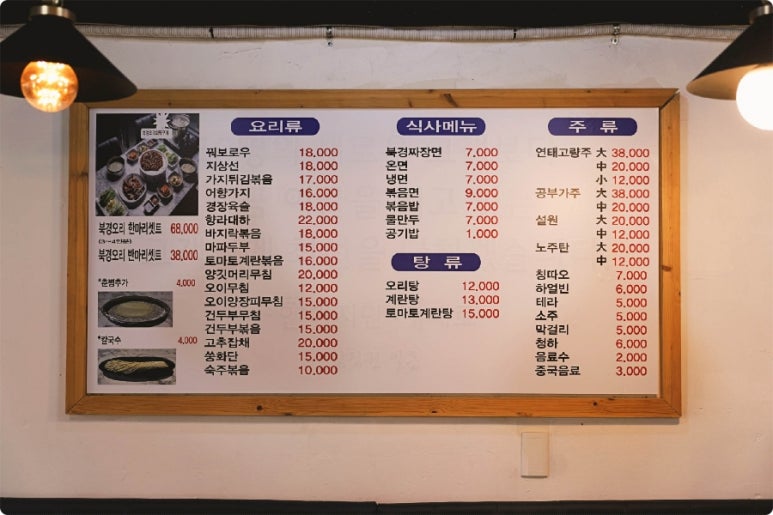 북경오리 한마리셋트 68,000
북경오리 반마리셋트 38,000
*춘병추가 4,000
*칼국수 4,000
요리류
꿔보로우 18,000
지삼선 18,000
가지튀김볶음 17,000
어향가지 16,000
경장육슬 18,000
향라대하 22,000
바지락볶음 18,000
마파두부 15,000
토마토계란볶음 16,000
양깃머리무침 20,000
오이무침 12,000
오이양장피무침 15,000
건두부무침 15,000
건두부볶음 15,000
고추잡채 20,000
쏭화단 15,000
숙주볶음 10,000
식사메뉴
북경짜장면 7.000
온면 7.000
냉면 7.000
볶음면 9.000
볶음밥 7.000
물만두 7.000
공기밥 1.000
탕 류
오리탕 12,000
계란탕 13,000
토마토계란탕 15,000
주 류
연태고량주 大 38,000
中 20,000
小 12,000
공부가주 大 38,000
中 20,000
설원 大 20,000
中 12,000
노주탄 大 20,000
中 12,000
칭따오 7,000
하얼빈 6,000
테라 5,000
소주 5,000
막걸리 5,000
청하 6,000
음료수 2,000
중국음료 3,000